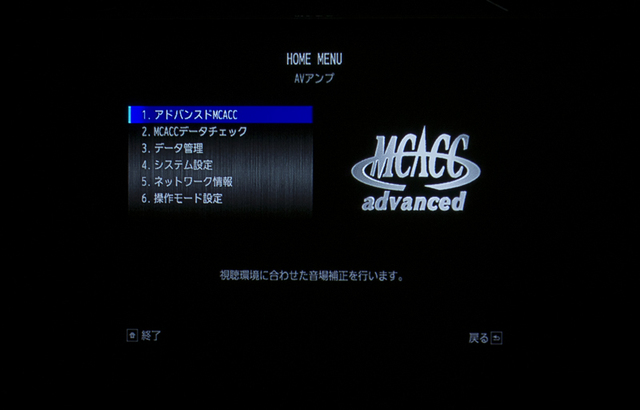 HOME MENU
AVアンプ
1. アドバンスドMCACC
2. MCACCデータチェック
3. データ管理
4. システム設定
5. ネットワーク情報
6. 操作モード設定
MCACC
advanced
視聴環境に合わせた音場補正を行います。
終了
戻る